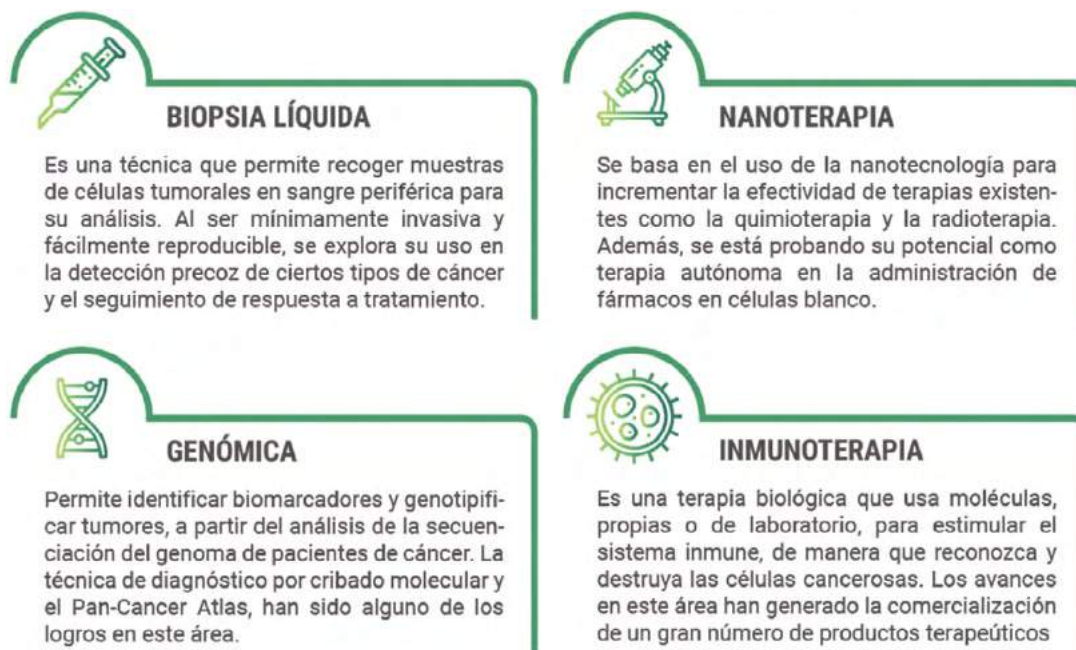 BIOPSIA LÍQUIDA
Es una técnica que permite recoger muestras
de células tumorales en sangre periférica para
su análisis. Al ser mínimamente invasiva y
fácilmente reproducible, se explora su uso en
la detección precoz de ciertos tipos de cáncer
y el seguimiento de respuesta a tratamiento.
NANOTERAPIA
Se basa en el uso de la nanotecnología para
incrementar la efectividad de terapias existen-
tes como la quimioterapia y la radioterapia.
Además, se está probando su potencial como
terapia autónoma en la administración de
fármacos en células blanco.
GENÓMICA
Permite identificar biomarcadores y genotipifi-
car tumores, a partir del análisis de la secuen-
ciación del genoma de pacientes de cáncer. La
técnica de diagnóstico por cribado molecular y
el Pan-Cancer Atlas, han sido alguno de los
logros en este área.
INMUNOTERAPIA
Es una terapia biológica que usa moléculas,
propias o de laboratorio, para estimular el
sistema inmune, de manera que reconozca y
destruya las células cancerosas. Los avances
en este área han generado la comercialización
de un gran número de productos terapeúticos